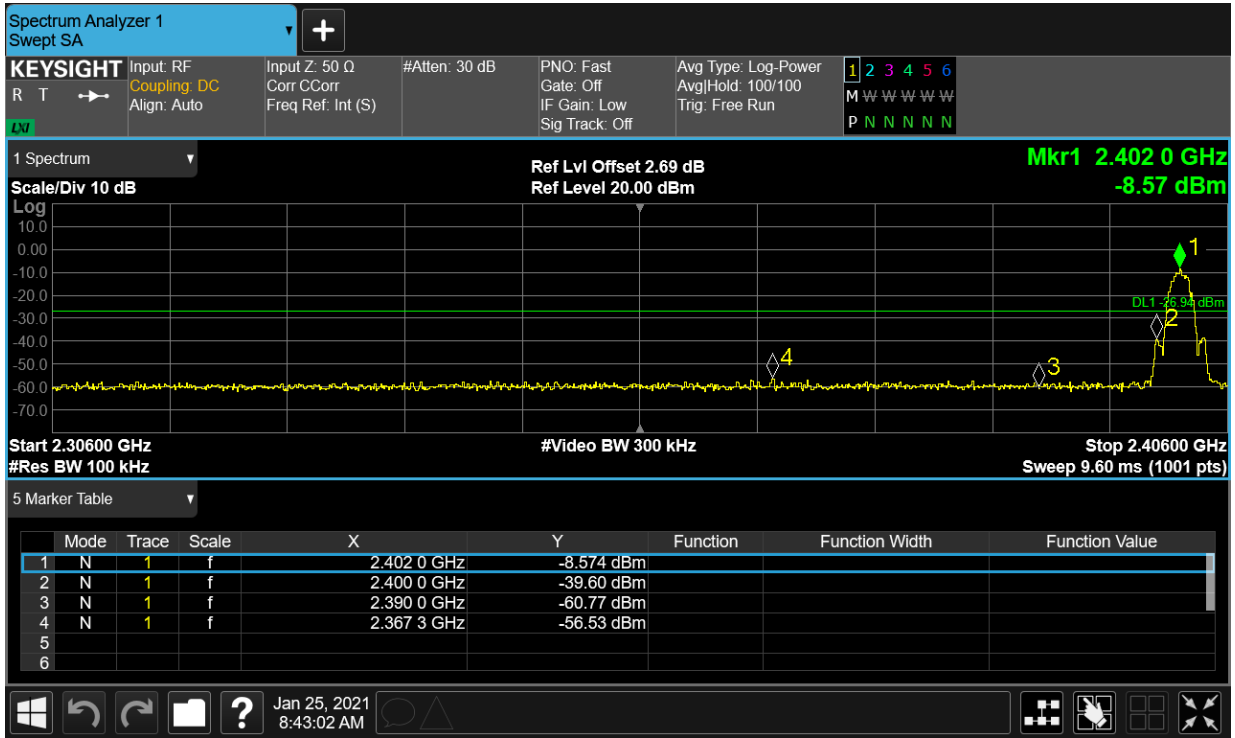 Spectrum Analyzer 1
Swept SA
+
KEYSIGHT
R T
LXI
Input: RF
Coupling: DC
Align: Auto
Input Z: 50 Ω
Corr CCorr
Freq Ref: Int (S)
#Atten: 30 dB
PNO: Fast
Gate: Off
IF Gain: Low
Sig Track: Off
Avg Type: Log-Power
Avg|Hold: 100/100
Trig: Free Run
1 2 3 4 5 6
M W W W W W
P N N N N N
1 Spectrum
Scale/Div 10 dB
Ref Lvl Offset 2.69 dB
Ref Level 20.00 dBm
Mkr1 2.402 0 GHz
-8.57 dBm
Log
10.0
0.00
-10.0
-20.0
-30.0
-40.0
-50.0
-60.0
-70.0
1
DL1 -26.94 dBm
2
4
3
Start 2.30600 GHz
#Res BW 100 kHz
#Video BW 300 kHz
Stop 2.40600 GHz
Sweep 9.60 ms (1001 pts)
5 Marker Table
Mode Trace Scale X Y Function Function Width Function Value
1 N 1 f 2.402 0 GHz -8.574 dBm
2 N 1 f 2.400 0 GHz -39.60 dBm
3 N 1 f 2.390 0 GHz -60.77 dBm
4 N 1 f 2.367 3 GHz -56.53 dBm
5
6
?
Jan 25, 2021
8:43:02 AM